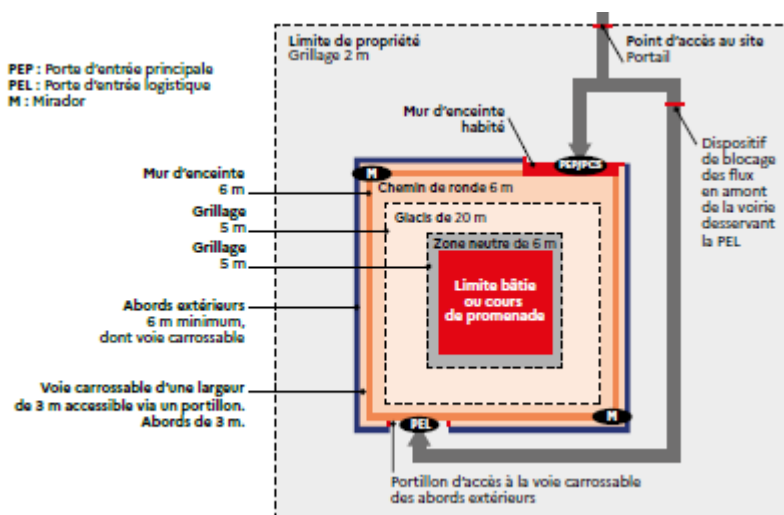 PEP : Porte d'entrée principale
PEL : Porte d'entrée logistique
M : Mirador
Limite de propriété
Grillage 2 m
Point d'accès au site
Portail
Mur d'enceinte
habité
Dispositif
de blocage
des flux
en amont
de la voirie
desservant
la PEL
M
PEP/PCS
Mur d'enceinte
6 m
Chemin de ronde 6 m
Grillage
5 m
Glacis de 20 m
Grillage
5 m
Zone neutre de 6 m
Limite bâtie
ou cours
de promenade
Abords extérieurs
6 m minimum,
dont voie carrossable
Voie carrossable d'une largeur
de 3 m accessible via un portillon.
Abords de 3 m.
PEL
M
Portillon d'accès à la voie carrossable
des abords extérieurs